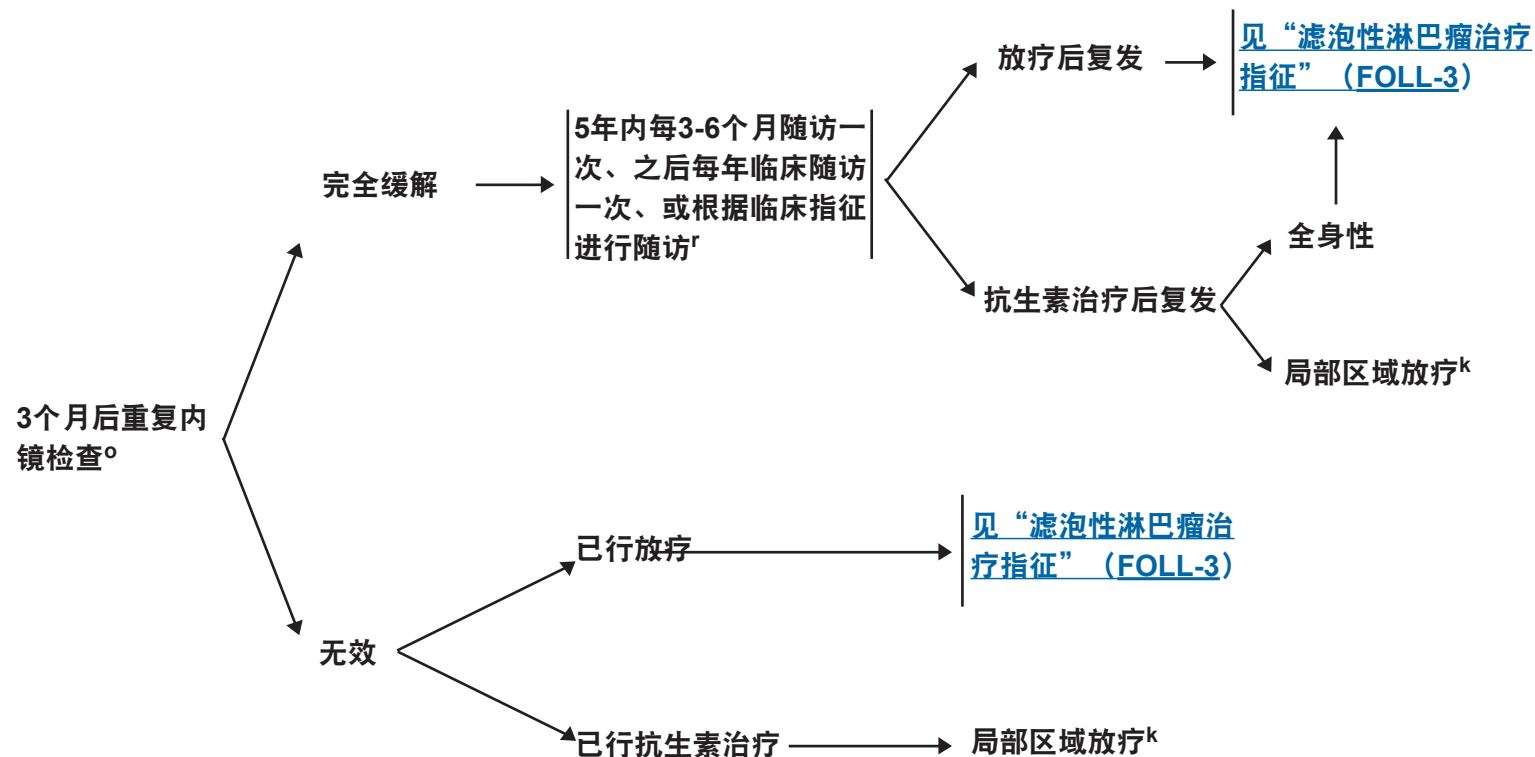 放疗后复发
见“滤泡性淋巴瘤治疗
指征”（FOLL-3）
5年内每3-6个月随访一
次、之后每年临床随访
一次、或根据临床指征
进行随访r
完全缓解
全身性
抗生素治疗后复发
局部区域放疗k
3个月后重复内
镜检查o
已行放疗
见“滤泡性淋巴瘤治
疗指征”（FOLL-3）
无效
已行抗生素治疗
局部区域放疗k